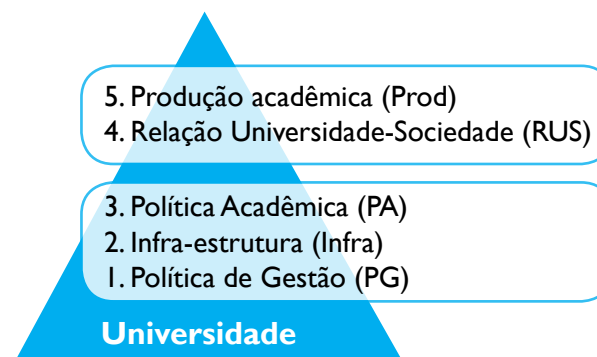 5. Produção acadêmica (Prod)
4. Relação Universidade-Sociedade (RUS)
3. Política Acadêmica (PA)
2. Infra-estrutura (Infra)
1. Política de Gestão (PG)
Universidade